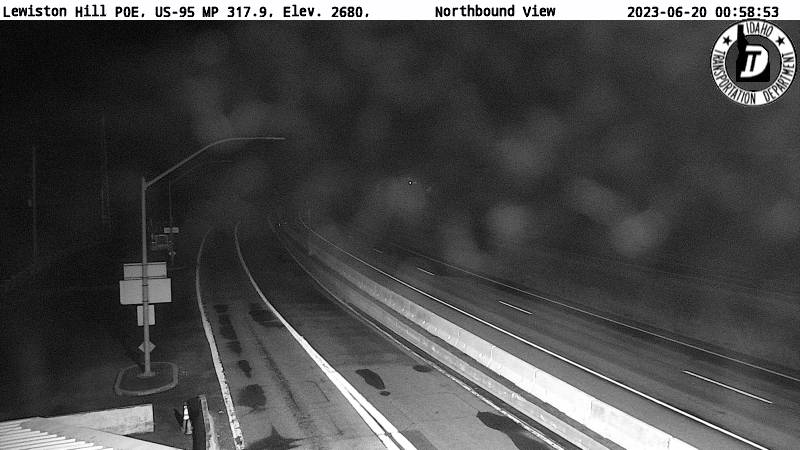 Lewiston Hill POE, US-95 MP 317.9, Elev. 2680, Northbound View 2023-06-20 00:58:53
IDAHO
TRANSPORTATION DEPARTMENT